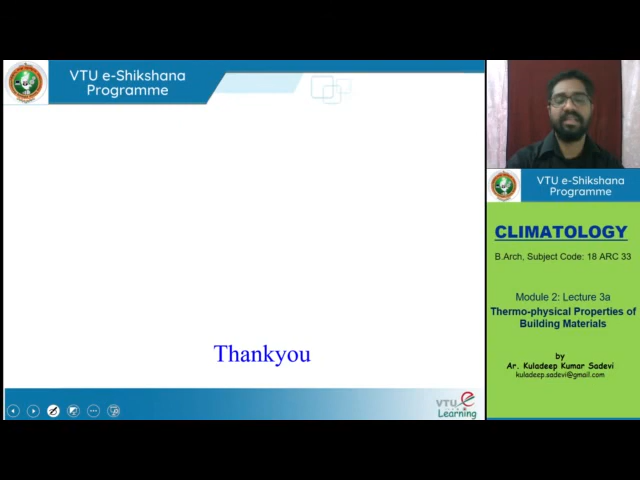 VTU e-Shikshana
Programme
Thankyou
VTU
Learning
VTU e-Shikshana
Programme
CLIMATOLOGY
B.Arch, Subject Code: 18 ARC 33
Module 2: Lecture 3a
Thermo-physical Properties of
Building Materials
by
Ar. Kuladeep Kumar Sadevi
kuladeep.sadevi@gmail.com